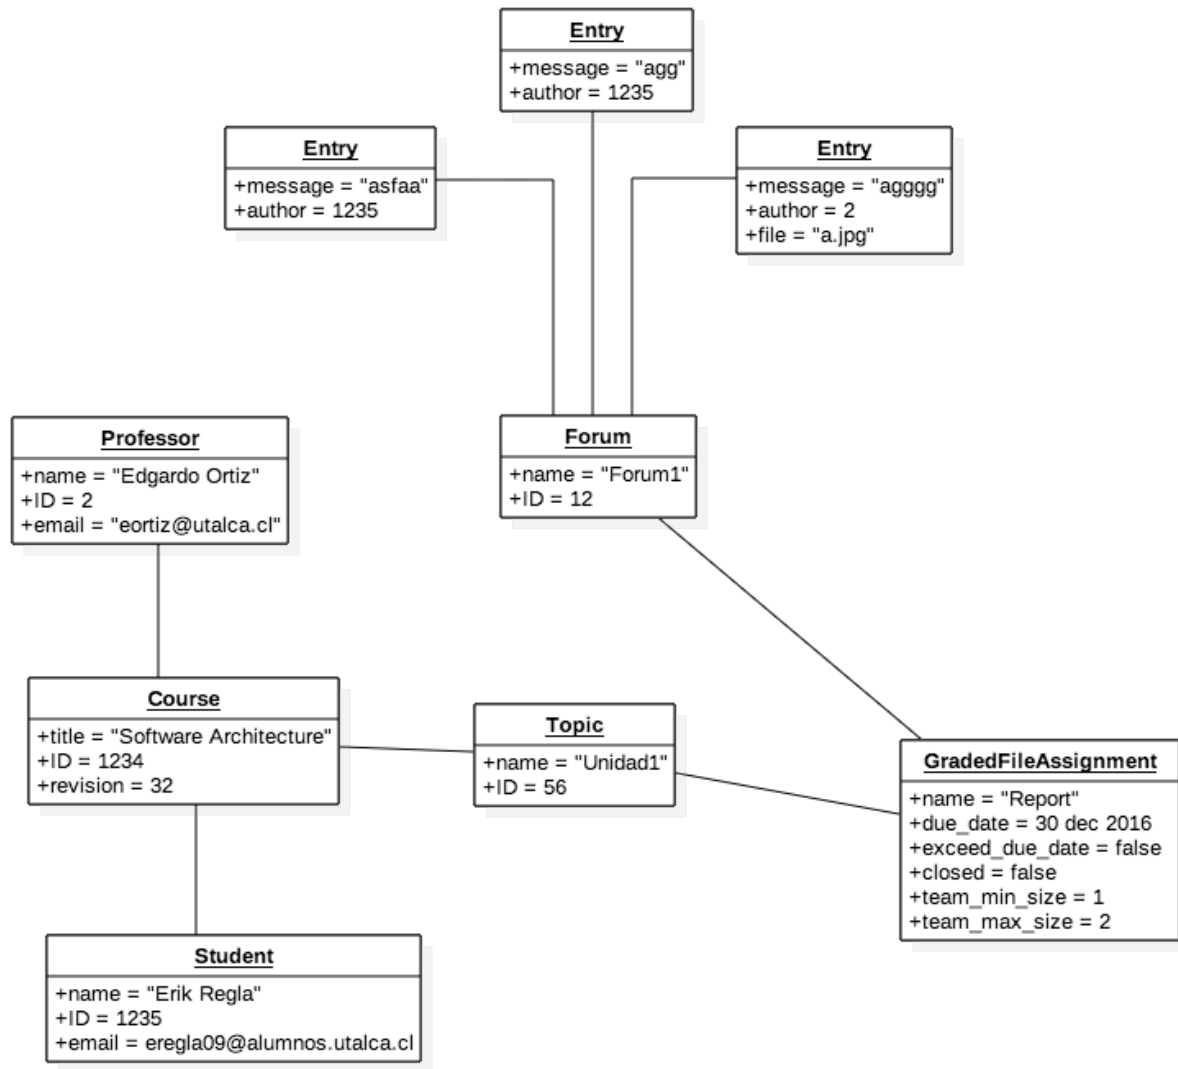 Entry
+message = "agg"
+author = 1235
Entry
+message = "asfaa"
+author = 1235
Entry
+message = "agggg"
+author = 2
+file = "a.jpg"
Professor
+name = "Edgardo Ortiz"
+ID = 2
+email = "eortiz@utalca.cl"
Forum
+name = "Forum1"
+ID = 12
Course
+title = "Software Architecture"
+ID = 1234
+revision = 32
Topic
+name = "Unidad1"
+ID = 56
GradedFileAssignment
+name = "Report"
+due_date = 30 dec 2016
+exceed_due_date = false
+closed = false
+team_min_size = 1
+team_max_size = 2
Student
+name = "Erik Regla"
+ID = 1235
+email = eregla09@alumnos.utalca.cl